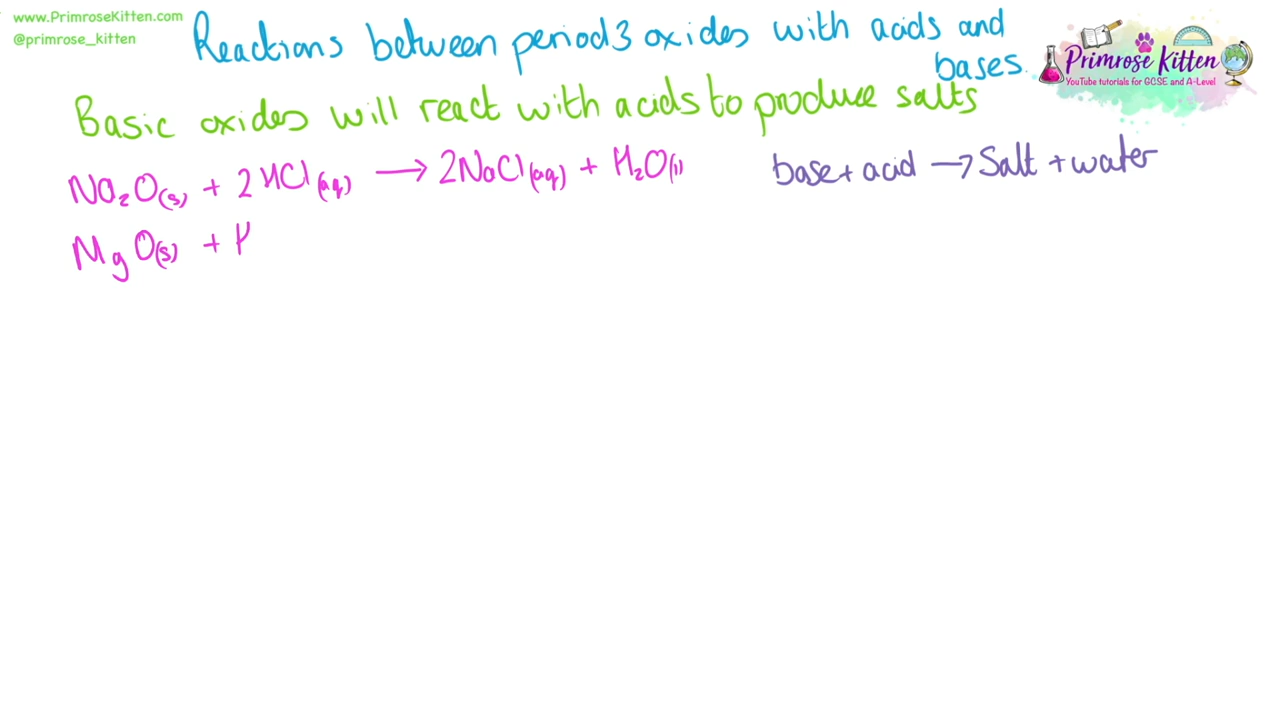 www.PrimroseKitten.com
@primrose_kitten
Reactions between period 3 oxides with acids and
bases.
Primrose Kitten
YouTube tutorials for GCSE and A-Level
Basic oxides will react with acids to produce salts
Na₂O(s) + 2HCl(aq) → 2NaCl(aq) + H₂O(l)
base + acid → Salt + water
MgO(s) +